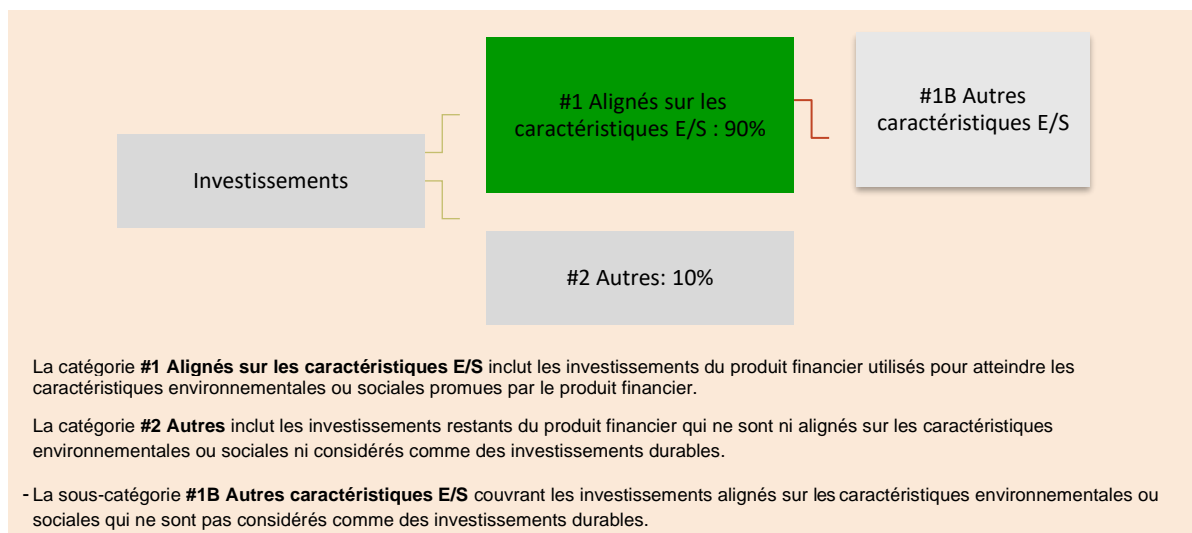 #1 Alignés sur les
caractéristiques E/S : 90%
#1B Autres
caractéristiques E/S
Investissements
#2 Autres: 10%
La catégorie #1 Alignés sur les caractéristiques E/S inclut les investissements du produit financier utilisés pour atteindre les
caractéristiques environnementales ou sociales promues par le produit financier.
La catégorie #2 Autres inclut les investissements restants du produit financier qui ne sont ni alignés sur les caractéristiques
environnementales ou sociales ni considérés comme des investissements durables.
- La sous-catégorie #1B Autres caractéristiques E/S couvrant les investissements alignés sur les caractéristiques environnementales ou
sociales qui ne sont pas considérés comme des investissements durables.